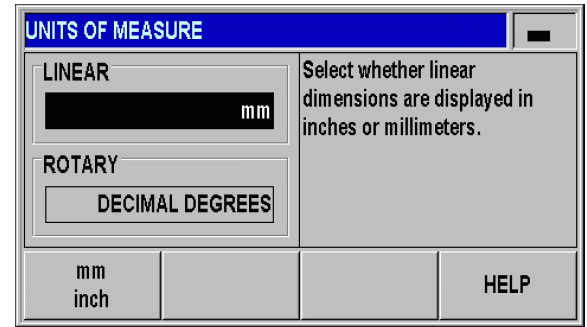 UNITS OF MEASURE
LINEAR
mm
ROTARY
DECIMAL DEGREES
Select whether linear
dimensions are displayed in
inches or millimeters.
mm
inch
HELP